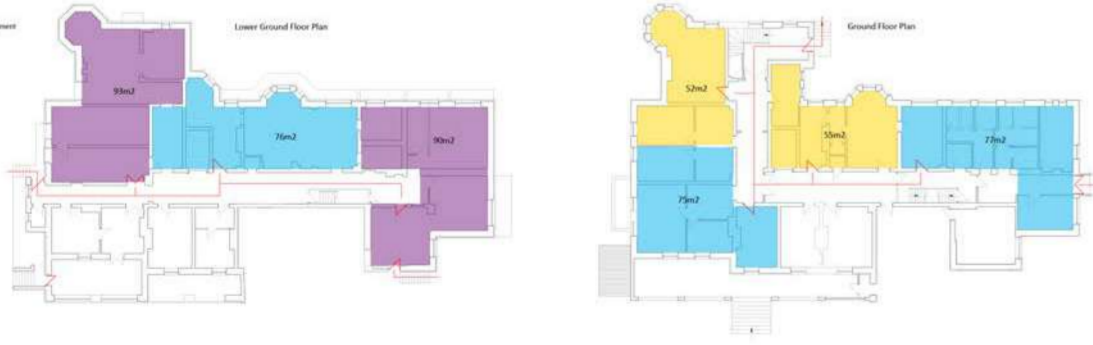 ment
Lower Ground Floor Plan
93m2
76m2
90m2
Ground Floor Plan
52m2
55m2
77m2
75m2